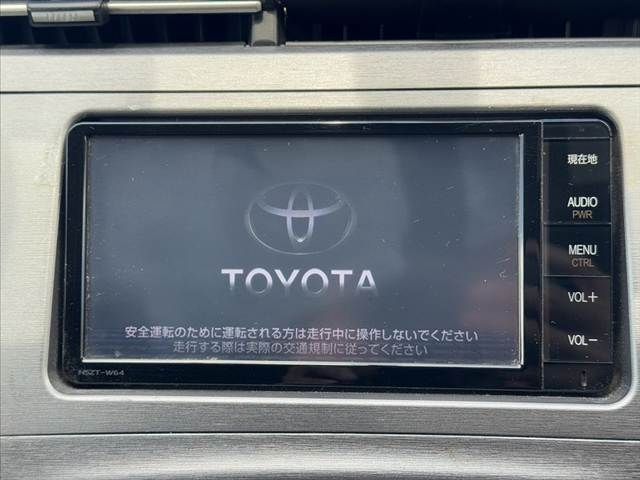 現在地
AUDIO
PWR
MENU
CTRL
VOL+
VOL-
TOYOTA
安全運転のために運転される方は走行中に操作しないでください
走行する際は実際の交通規制に従ってください
NSZT-W64